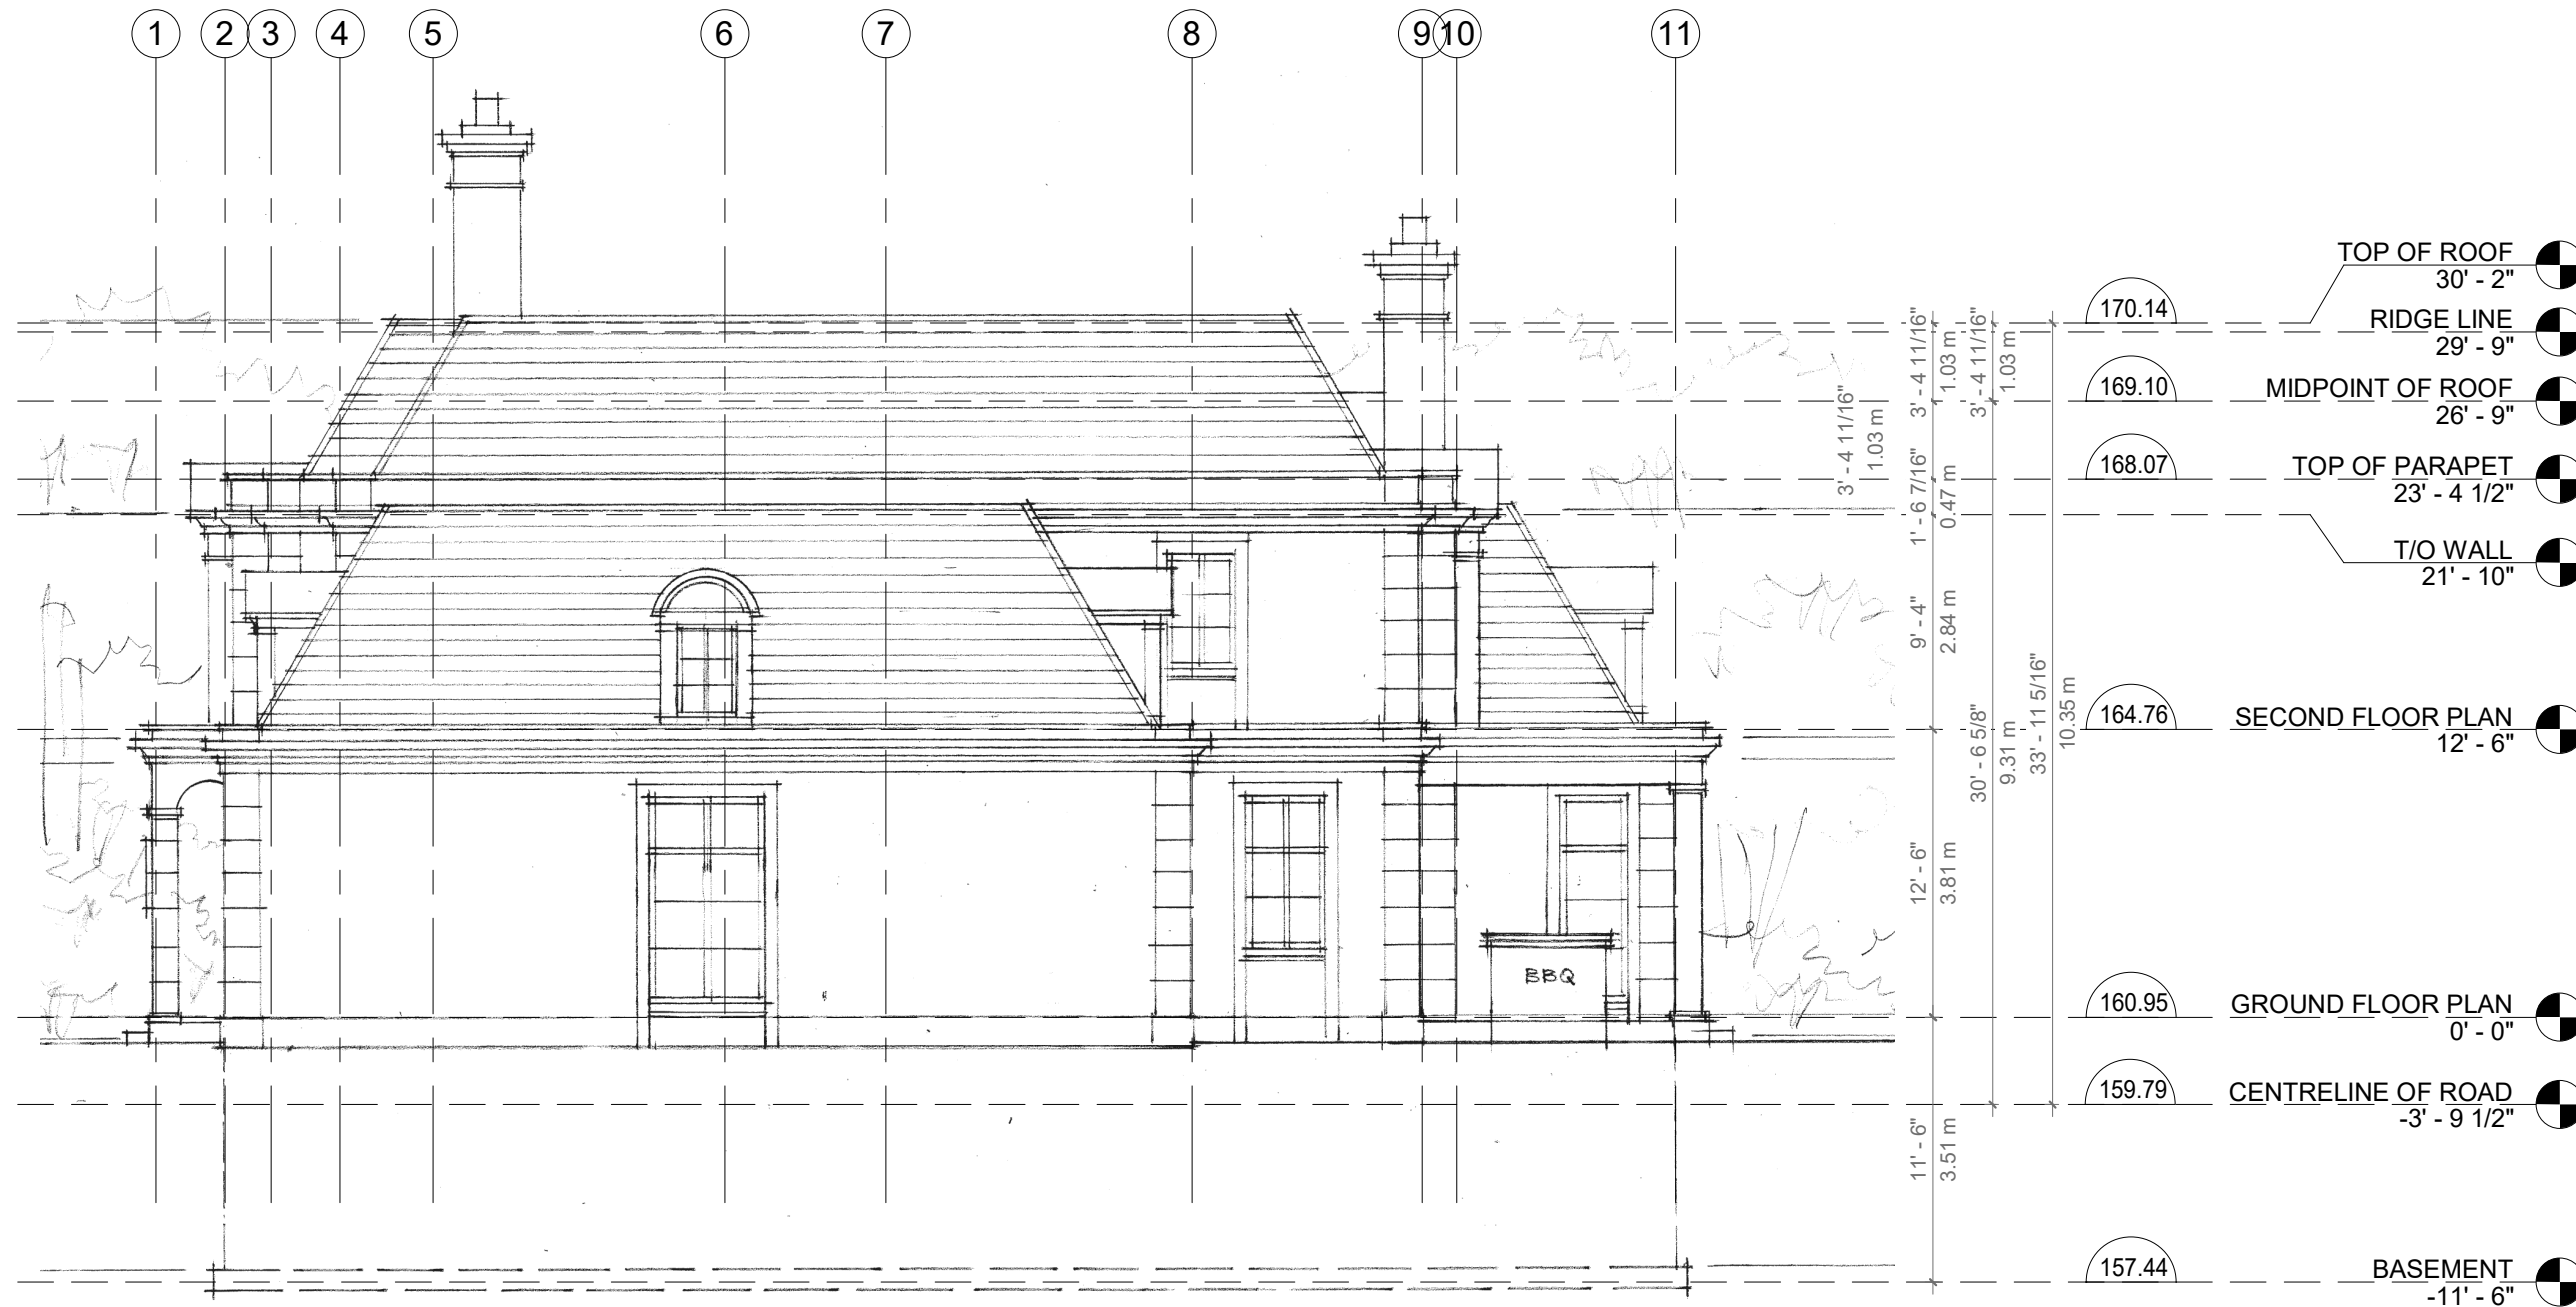 1 2 3 4 5 6 7 8 9 10 11
TOP OF ROOF
30' - 2"
170.14
RIDGE LINE
29' - 9"
169.10
MIDPOINT OF ROOF
26' - 9"
168.07
TOP OF PARAPET
23' - 4 1/2"
T/O WALL
21' - 10"
164.76
SECOND FLOOR PLAN
12' - 6"
160.95
GROUND FLOOR PLAN
0' - 0"
159.79
CENTRELINE OF ROAD
-3' - 9 1/2"
157.44
BASEMENT
-11' - 6"
3' - 4 11/16"
1.03 m
3' - 4 11/16"
1.03 m
3' - 4 11/16"
1.03 m
1' - 6 7/16"
0.47 m
9' - 4"
2.84 m
12' - 6"
3.81 m
11' - 6"
3.51 m
30' - 6 5/8"
9.31 m
33' - 11 5/16"
10.35 m
BBQ